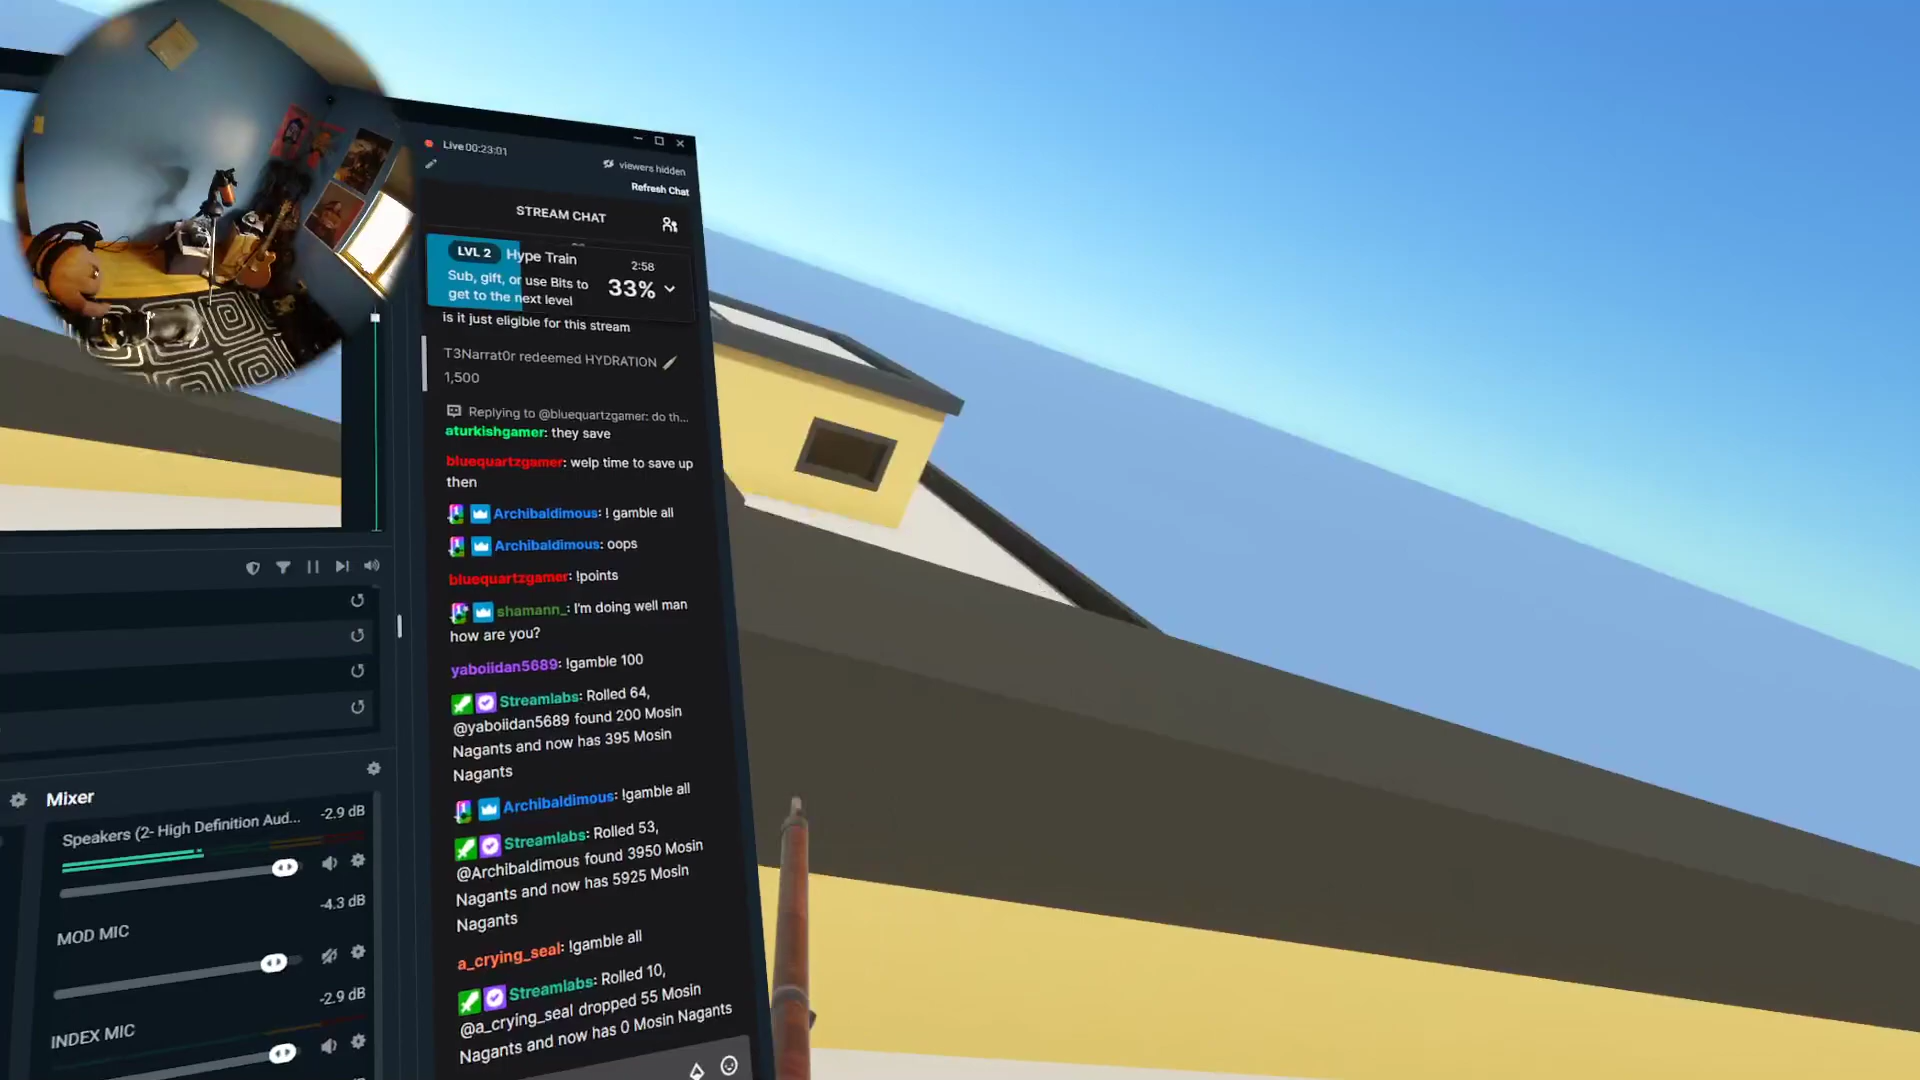 Live 00:23:01
viewers hidden
Refresh Chat
STREAM CHAT
LVL 2 Hype Train
2:58
Sub, gift, or use Bits to
get to the next level
33%
is it just eligible for this stream
T3Narrat0r redeemed HYDRATION
1,500
Replying to @bluequartzgamer: do th...
aturkishgamer: they save
bluequartzgamer: welp time to save up
then
Archibaldimous: ! gamble all
Archibaldimous: oops
bluequartzgamer: !points
shamann_: I'm doing well man
how are you?
yaboiidan5689: !gamble 100
Streamlabs: Rolled 64,
@yaboiidan5689 found 200 Mosin
Nagants and now has 395 Mosin
Nagants
Archibaldimous: !gamble all
Streamlabs: Rolled 53,
@Archibaldimous found 3950 Mosin
Nagants and now has 5925 Mosin
Nagants
a_crying_seal: !gamble all
Streamlabs: Rolled 10,
@a_crying_seal dropped 55 Mosin
Nagants and now has 0 Mosin Nagants
Mixer
Speakers (2- High Definition Aud...
-2.9 dB
MOD MIC
-4.3 dB
INDEX MIC
-2.9 dB